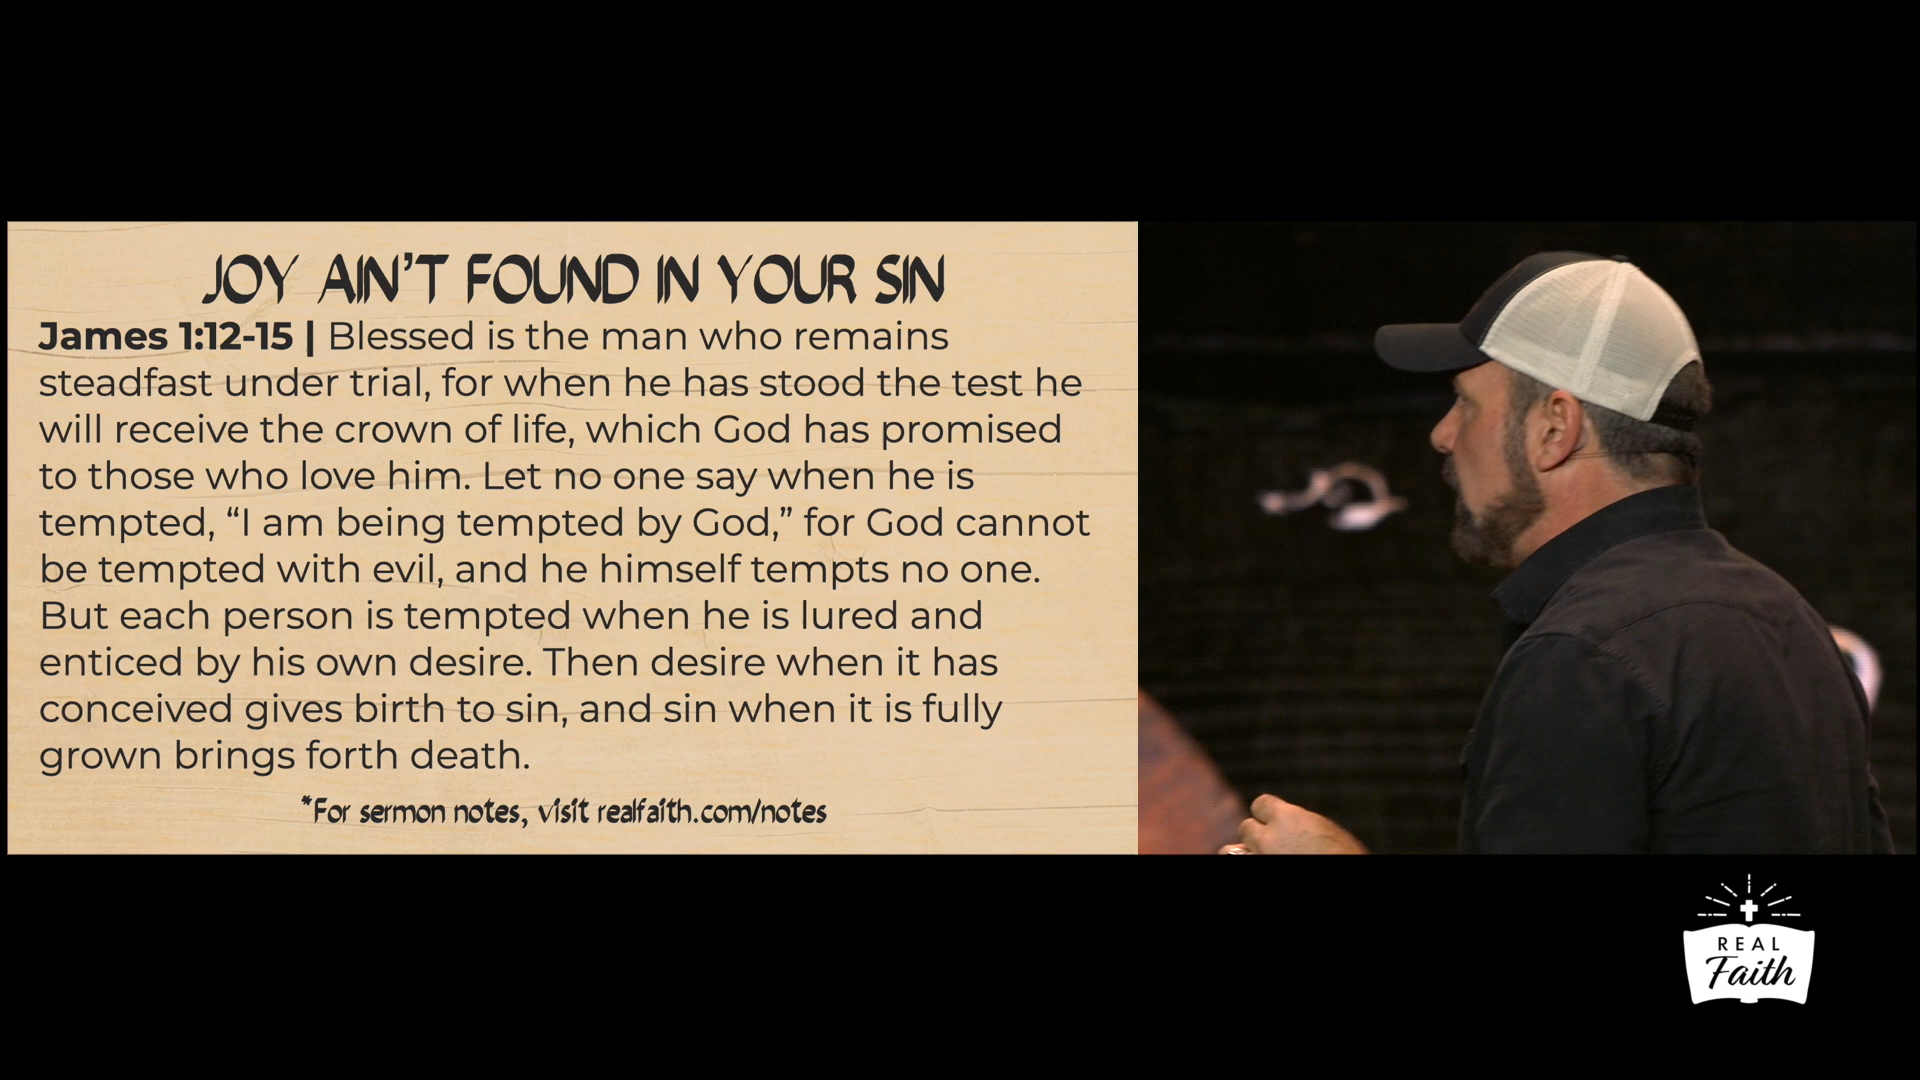 JOY AIN’T FOUND IN YOUR SIN
James 1:12-15 | Blessed is the man who remains
steadfast under trial, for when he has stood the test he
will receive the crown of life, which God has promised
to those who love him. Let no one say when he is
tempted, “I am being tempted by God,” for God cannot
be tempted with evil, and he himself tempts no one.
But each person is tempted when he is lured and
enticed by his own desire. Then desire when it has
conceived gives birth to sin, and sin when it is fully
grown brings forth death.
*For sermon notes, visit realfaith.com/notes
REAL
Faith